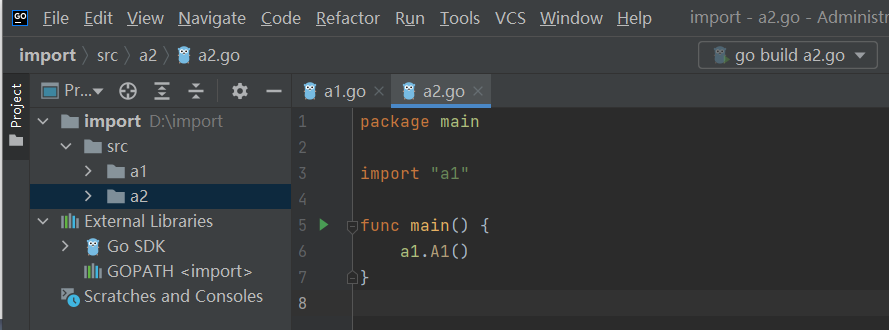 GO File Edit View Navigate Code Refactor Run Tools VCS Window Help import - a2.go - Administra
import src a2 a2.go go build a2.go
Project
Pr... a1.go a2.go
import D:\import
src
a1
a2
External Libraries
Go SDK
GOPATH <import>
Scratches and Consoles
1 package main
2
3 import "a1"
4
5 func main() {
6 a1.A1()
7 }
8